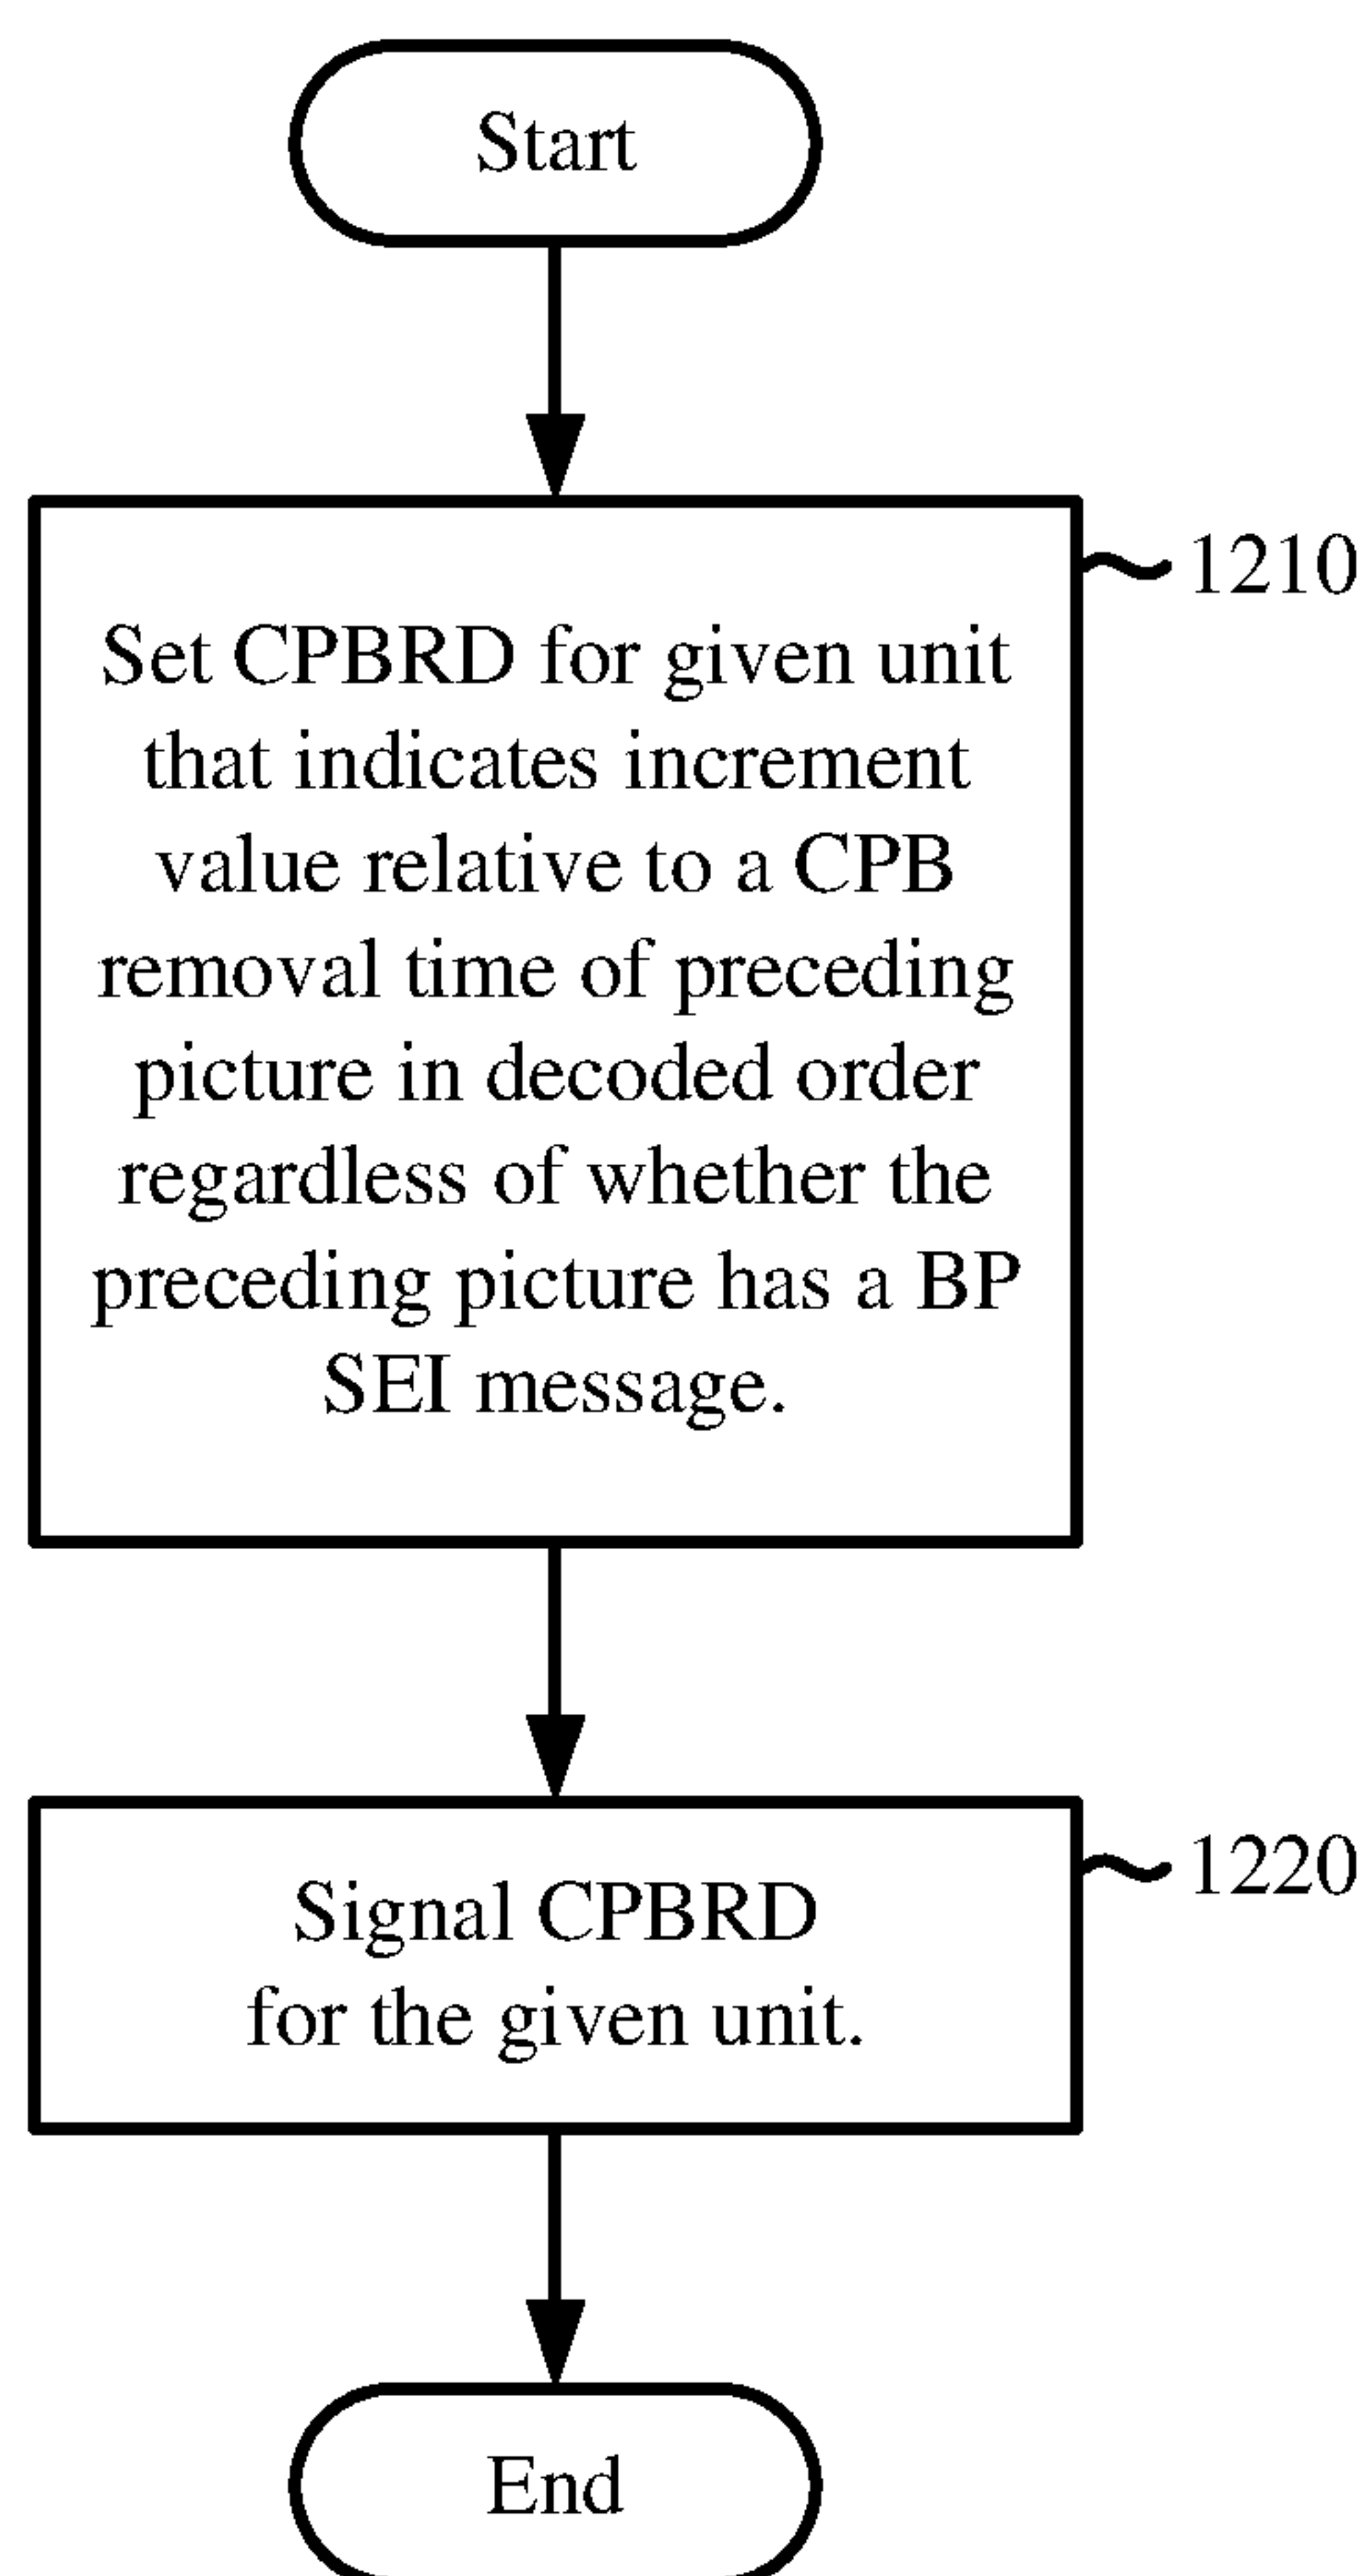 Start
1210
Set CPBRD for given unit
that indicates increment
value relative to a CPB
removal time of preceding
picture in decoded order
regardless of whether the
preceding picture has a BP
SEI message.
1220
Signal CPBRD
for the given unit.
End